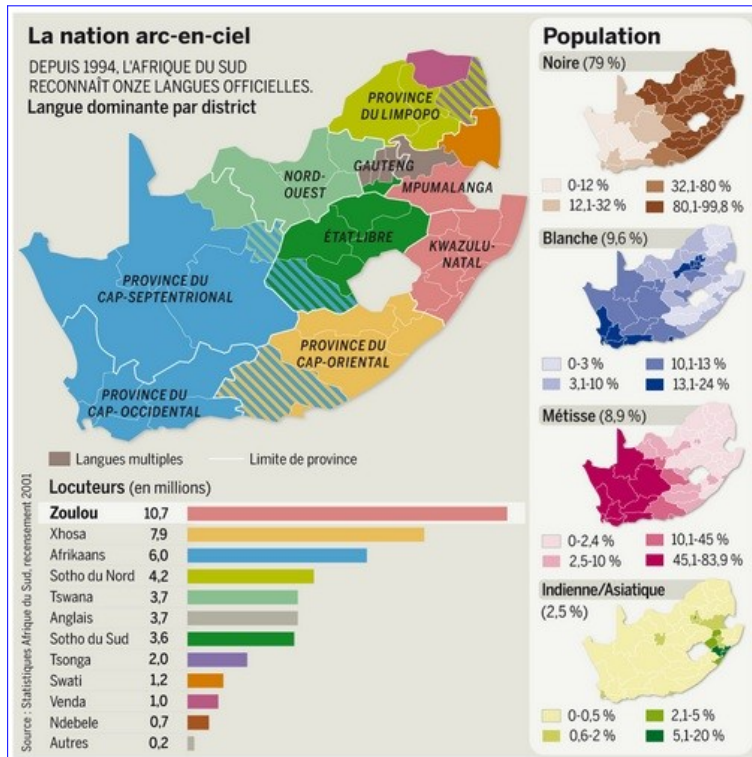 La nation arc-en-ciel
DEPUIS 1994, L'AFRIQUE DU SUD
RECONNAÎT ONZE LANGUES OFFICIELLES.
Langue dominante par district
PROVINCE
DU LIMPOPO
NORD-
OUEST
GAUTENG
MPUMALANGA
ÉTAT LIBRE
KWAZULU-
NATAL
PROVINCE DU
CAP-SEPTENTRIONAL
PROVINCE DU
CAP-ORIENTAL
PROVINCE DU
CAP-OCCIDENTAL
Langues multiples
Limite de province
Locuteurs (en millions)
Zoulou 10,7
Xhosa 7,9
Afrikaans 6,0
Sotho du Nord 4,2
Tswana 3,7
Anglais 3,7
Sotho du Sud 3,6
Tsonga 2,0
Swati 1,2
Venda 1,0
Ndebele 0,7
Autres 0,2
Source : Statistiques Afrique du Sud, recensement 2001
Population
Noire (79 %)
0-12 % 32,1-80 %
12,1-32 % 80,1-99,8 %
Blanche (9,6 %)
0-3 % 10,1-13 %
3,1-10 % 13,1-24 %
Métisse (8,9 %)
0-2,4 % 10,1-45 %
2,5-10 % 45,1-83,9 %
Indienne/Asiatique
(2,5 %)
0-0,5 % 2,1-5 %
0,6-2 % 5,1-20 %